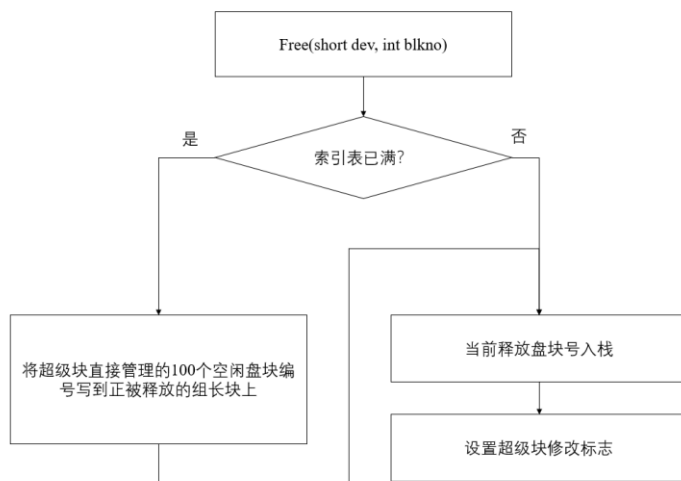 Free(short dev, int blkno)
是
否
索引表已满?
将超级块直接管理的100个空闲盘块编
号写到正被释放的组长块上
当前释放盘块号入栈
设置超级块修改标志